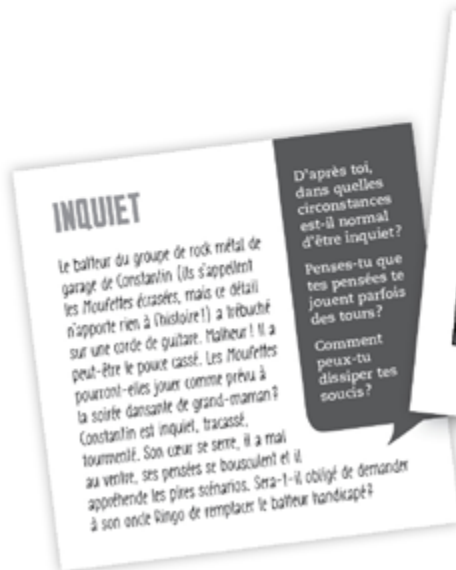 INQUIET
Le batteur du groupe de rock métal de
garage de Constantin (ils s'appellent
les Mouffettes écrasées, mais ce détail
n'apporte rien à l'histoire !) a trébuché
sur une corde de guitare. Malheur ! Il a
peut-être le pouce cassé. Les Mouffettes
pourront-elles jouer comme prévu à
la soirée dansante de grand-maman ?
Constantin est inquiet, tracassé,
tourmenté. Son cœur se serre, il a mal
au ventre, ses pensées se bousculent et il
appréhende les pires scénarios. Sera-t-il obligé de demander
à son oncle Ringo de remplacer le batteur handicapé ?
D'après toi,
dans quelles
circonstances
est-il normal
d'être inquiet ?
Penses-tu que
tes pensées te
jouent parfois
des tours ?
Comment
peux-tu
dissiper tes
soucis ?